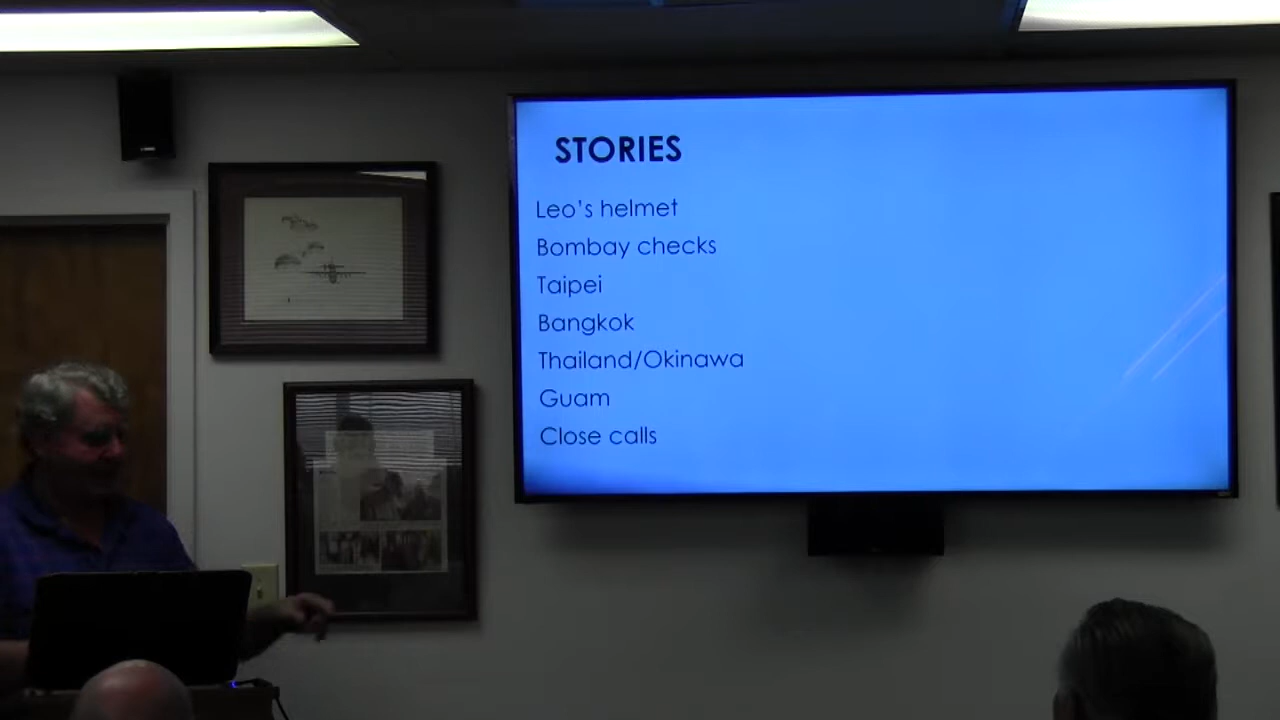 STORIES
Leo's helmet
Bombay checks
Taipei
Bangkok
Thailand/Okinawa
Guam
Close calls